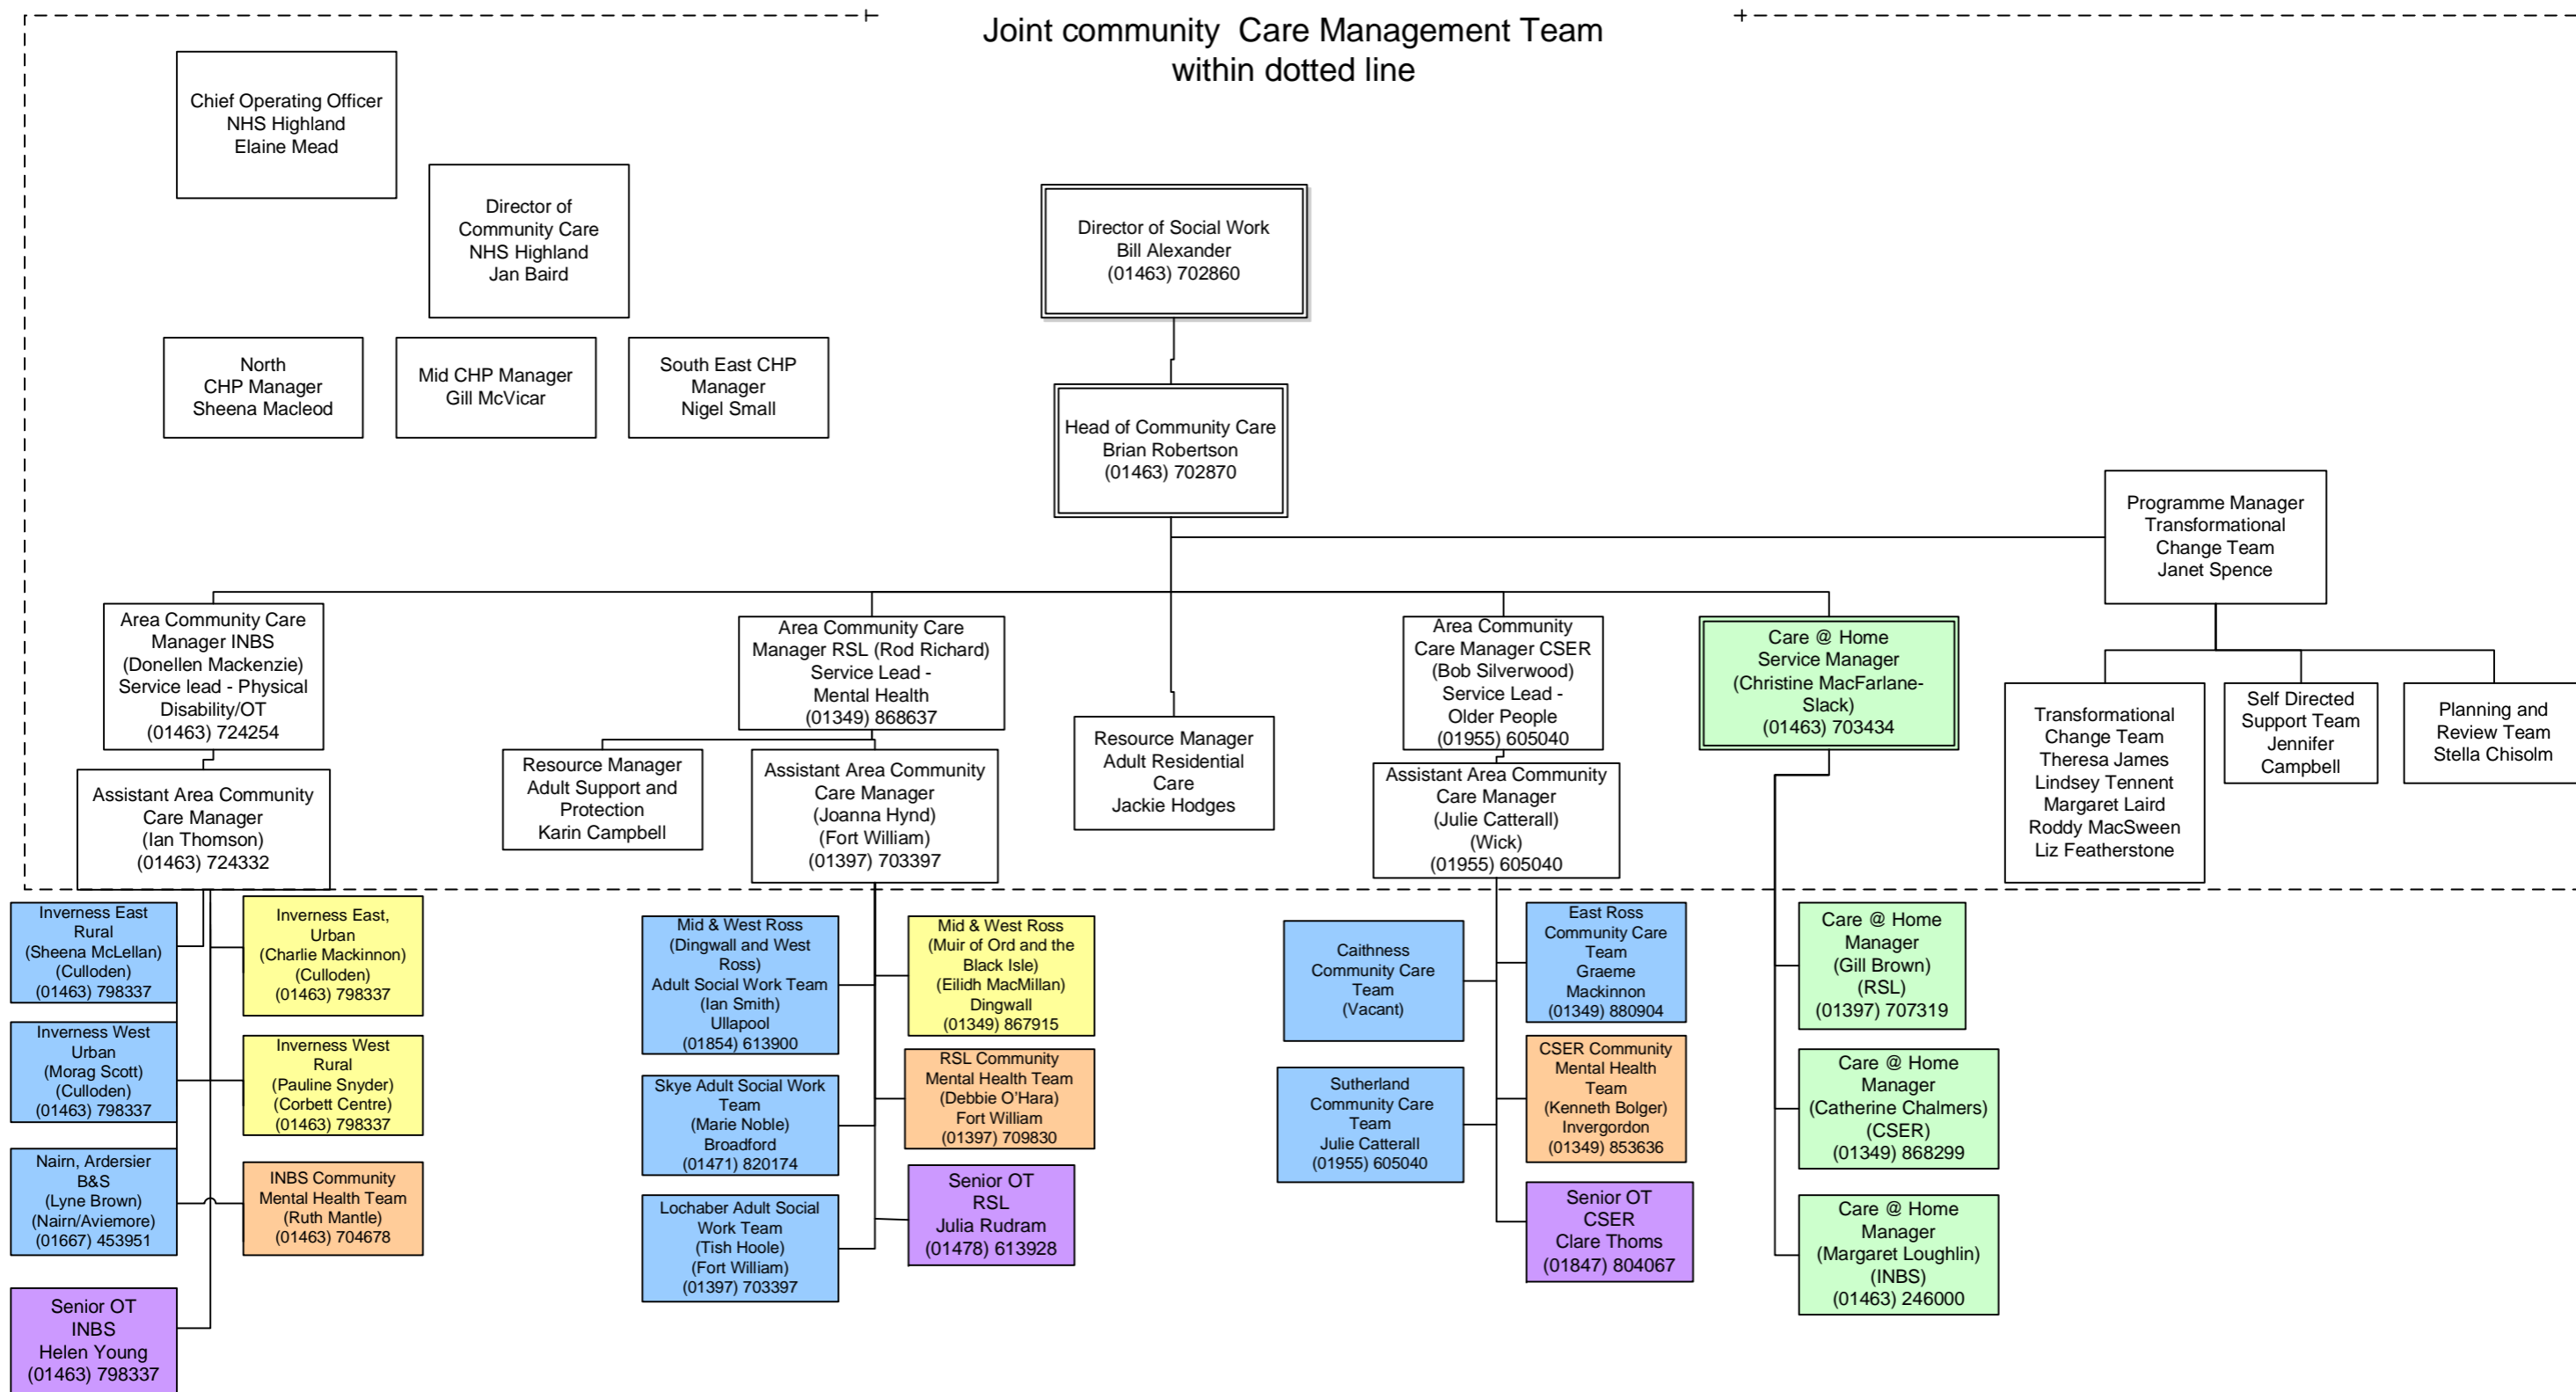 Joint community  Care Management Team
within dotted line
Chief Operating Officer
NHS Highland
Elaine Mead
Director of
Community Care
NHS Highland
Jan Baird
Director of Social Work
Bill Alexander
(01463) 702860
North
CHP Manager
Sheena Macleod
Mid CHP Manager
Gill McVicar
South East CHP
Manager
Nigel Small
Head of Community Care
Brian Robertson
(01463) 702870
Programme Manager
Transformational
Change Team
Janet Spence
Area Community Care
Manager INBS
(Donellen Mackenzie)
Service lead - Physical
Disability/OT
(01463) 724254
Area Community Care
Manager RSL (Rod Richard)
Service Lead -
Mental Health
(01349) 868637
Area Community
Care Manager CSER
(Bob Silverwood)
Service Lead -
Older People
(01955) 605040
Care @ Home
Service Manager
(Christine MacFarlane-
Slack)
(01463) 703434
Assistant Area Community
Care Manager
(Ian Thomson)
(01463) 724332
Resource Manager
Adult Support and
Protection
Karin Campbell
Assistant Area Community
Care Manager
(Joanna Hynd)
(Fort William)
(01397) 703397
Resource Manager
Adult Residential
Care
Jackie Hodges
Assistant Area Community
Care Manager
(Julie Catterall)
(Wick)
(01955) 605040
Transformational
Change Team
Theresa James
Lindsey Tennent
Margaret Laird
Roddy MacSween
Liz Featherstone
Self Directed
Support Team
Jennifer
Campbell
Planning and
Review Team
Stella Chisolm
Inverness East
Rural
(Sheena McLellan)
(Culloden)
(01463) 798337
Inverness East,
Urban
(Charlie Mackinnon)
(Culloden)
(01463) 798337
Inverness West
Urban
(Morag Scott)
(Culloden)
(01463) 798337
Inverness West
Rural
(Pauline Snyder)
(Corbett Centre)
(01463) 798337
Nairn, Ardersier
B&S
(Lyne Brown)
(Nairn/Aviemore)
(01667) 453951
INBS Community
Mental Health Team
(Ruth Mantle)
(01463) 704678
Senior OT
INBS
Helen Young
(01463) 798337
Mid & West Ross
(Dingwall and West
Ross)
Adult Social Work Team
(Ian Smith)
Ullapool
(01854) 613900
Mid & West Ross
(Muir of Ord and the
Black Isle)
(Eilidh MacMillan)
Dingwall
(01349) 867915
Skye Adult Social Work
Team
(Marie Noble)
Broadford
(01471) 820174
RSL Community
Mental Health Team
(Debbie O'Hara)
Fort William
(01397) 709830
Lochaber Adult Social
Work Team
(Tish Hoole)
(Fort William)
(01397) 703397
Senior OT
RSL
Julia Rudram
(01478) 613928
Caithness
Community Care
Team
(Vacant)
East Ross
Community Care
Team
Graeme
Mackinnon
(01349) 880904
Sutherland
Community Care
Team
Julie Catterall
(01955) 605040
CSER Community
Mental Health
Team
(Kenneth Bolger)
Invergordon
(01349) 853636
Senior OT
CSER
Clare Thoms
(01847) 804067
Care @ Home
Manager
(Gill Brown)
(RSL)
(01397) 707319
Care @ Home
Manager
(Catherine Chalmers)
(CSER)
(01349) 868299
Care @ Home
Manager
(Margaret Loughlin)
(INBS)
(01463) 246000